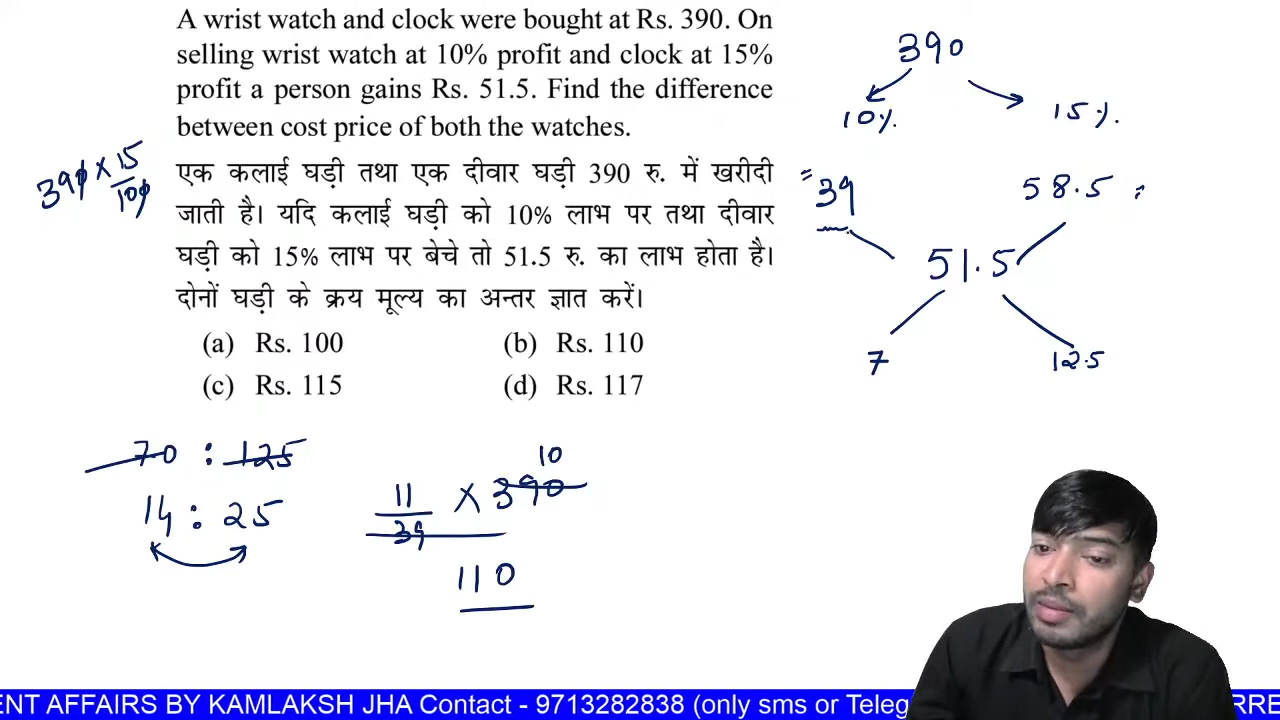 A wrist watch and clock were bought at Rs. 390. On
selling wrist watch at 10% profit and clock at 15%
profit a person gains Rs. 51.5. Find the difference
between cost price of both the watches.
एक कलाई घड़ी तथा एक दीवार घड़ी 390 रु. में खरीदी
जाती है। यदि कलाई घड़ी को 10% लाभ पर तथा दीवार
घड़ी को 15% लाभ पर बेचे तो 51.5 रु. का लाभ होता है।
दोनों घड़ी के क्रय मूल्य का अन्तर ज्ञात करें।
(a) Rs. 100 (b) Rs. 110
(c) Rs. 115 (d) Rs. 117
390 × 15
100
390
10% 15%
39 58.5
51.5
7 12.5
70 : 125
14 : 25
10
11 × 390
39
110
ENT AFFAIRS BY KAMLAKSH JHA Contact - 9713282838 (only sms or Teleg
RRE